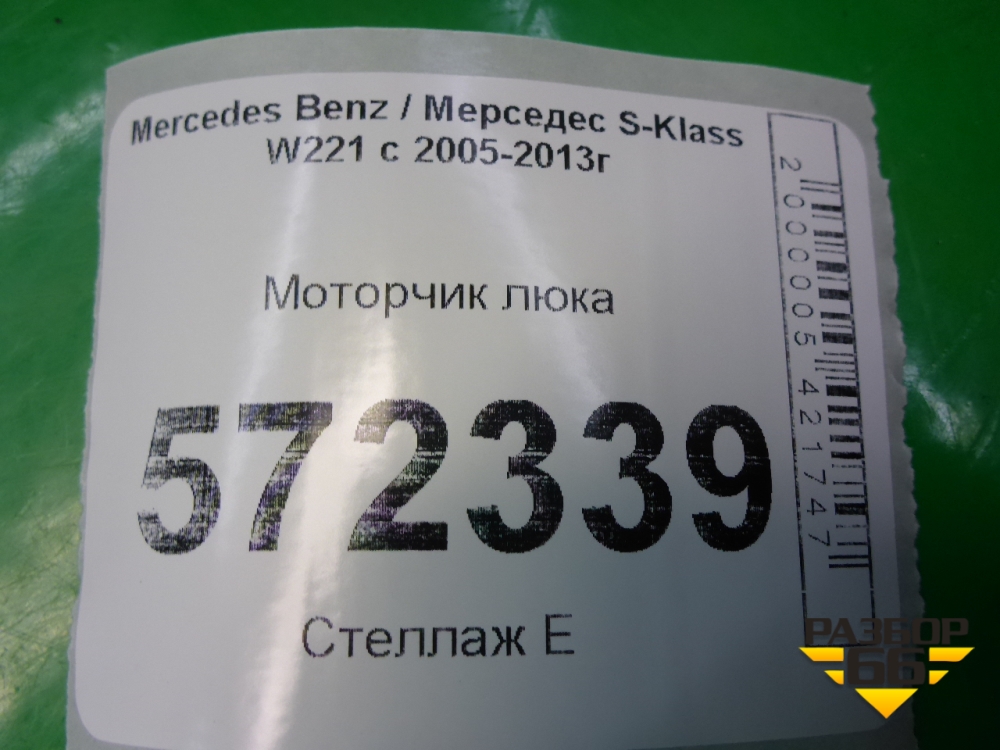 Mercedes Benz / Мерседес S-Klass
W221 с 2005-2013г
Моторчик люка
572339
Стеллаж Е
2000005421747
РАЗБОР
66